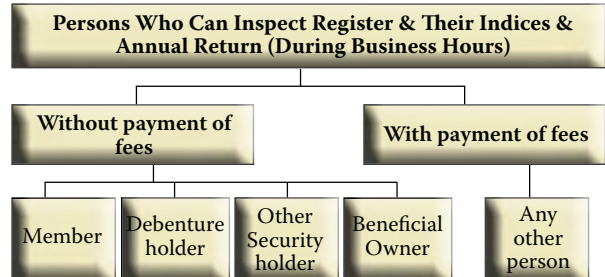 Persons Who Can Inspect Register & Their Indices &
Annual Return (During Business Hours)
Without payment of
fees
With payment of fees
Member
Debenture
holder
Other
Security
holder
Beneficial
Owner
Any
other
person